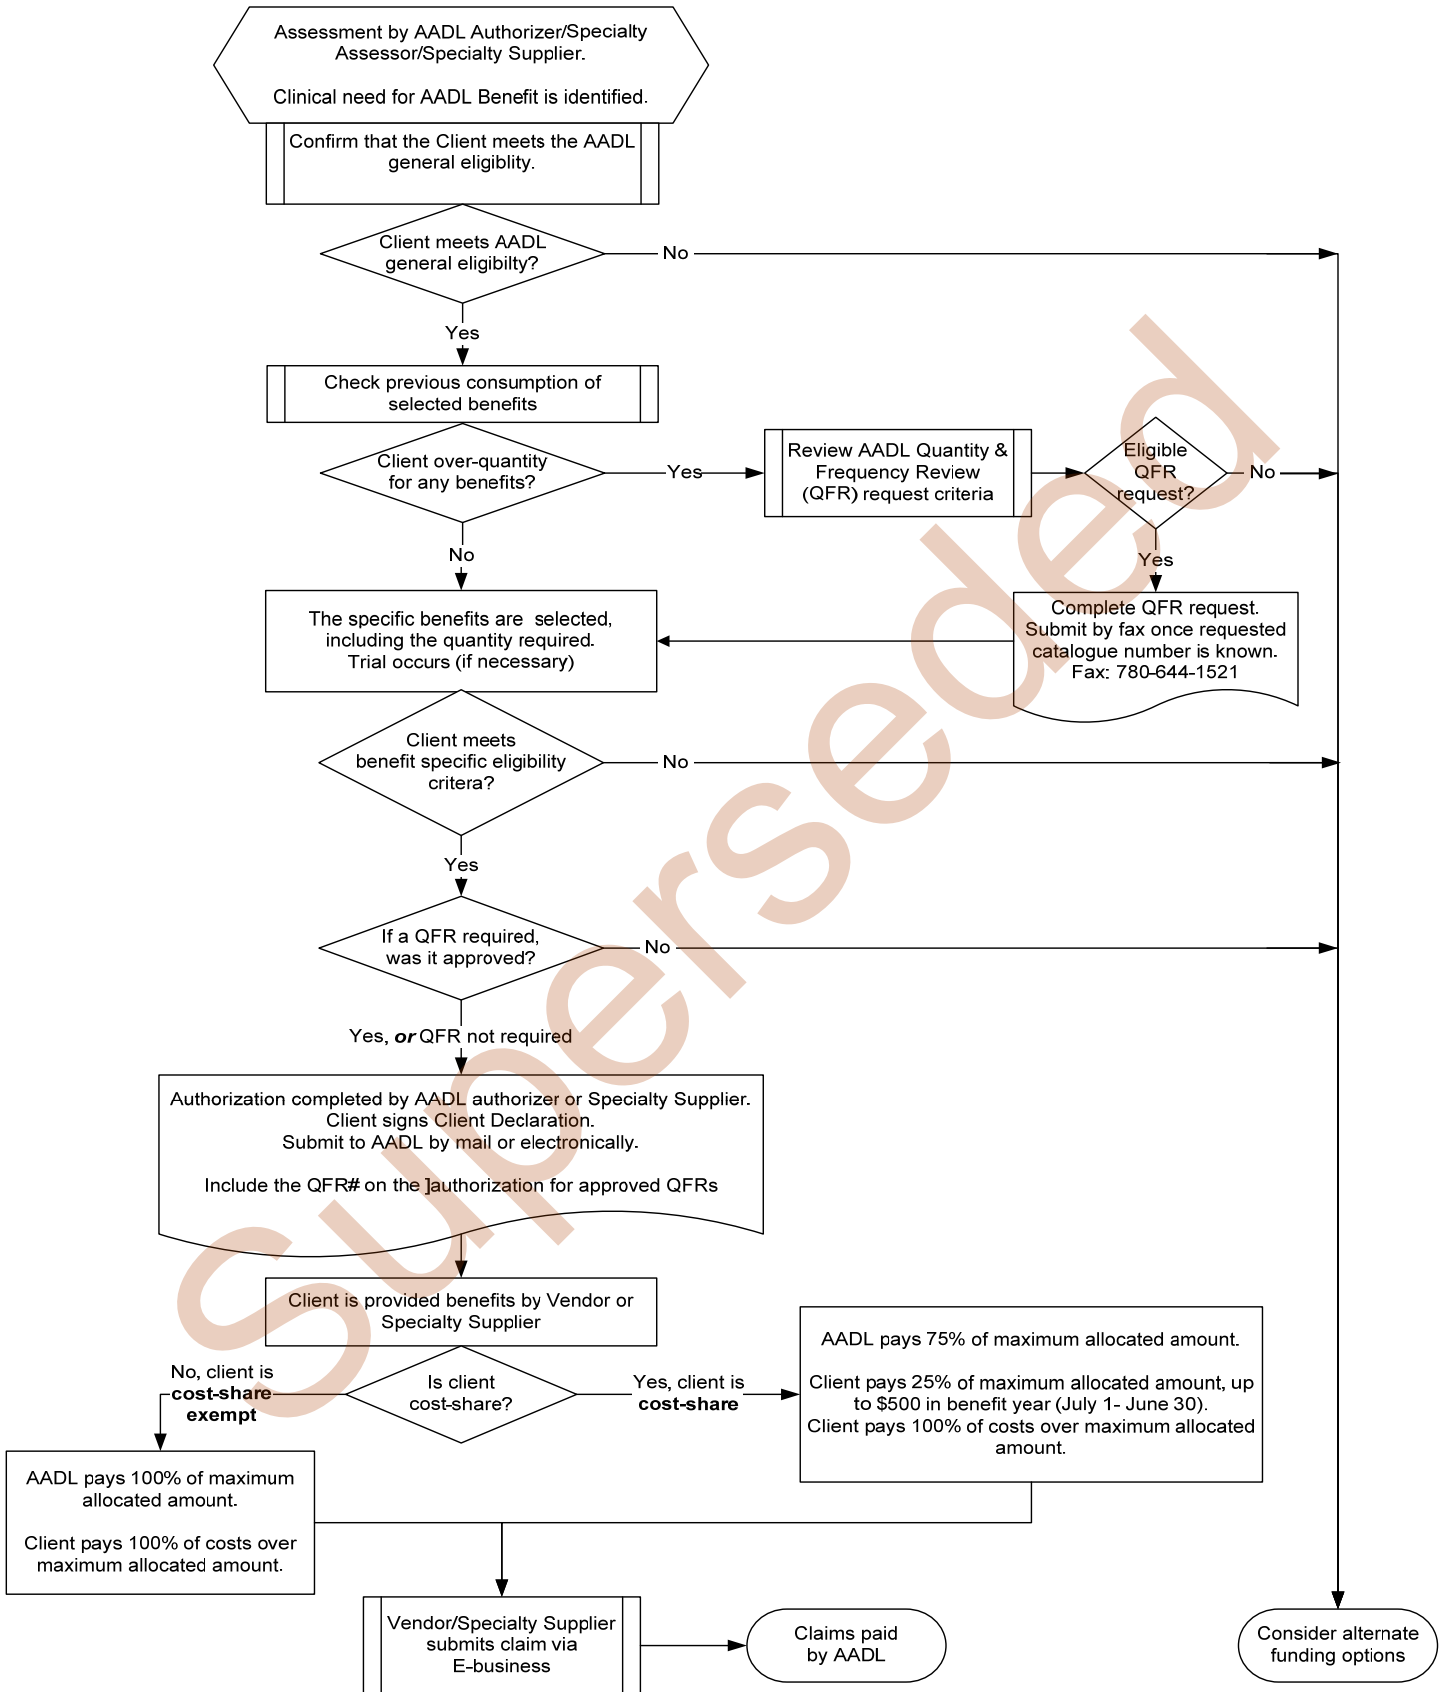 Assessment by AADL Authorizer/Specialty
Assessor/Specialty Supplier.
Clinical need for AADL Benefit is identified.
Confirm that the Client meets the AADL
general eligiblity.
Client meets AADL
general eligibilty?
No
Yes
Check previous consumption of
selected benefits
Client over-quantity
for any benefits?
Yes
Review AADL Quantity &
Frequency Review
(QFR) request criteria
Eligible
QFR
request?
No
No
Yes
The specific benefits are selected,
including the quantity required.
Trial occurs (if necessary)
Complete QFR request.
Submit by fax once requested
catalogue number is known.
Fax: 780-644-1521
Client meets
benefit specific eligibility
critera?
No
Yes
If a QFR required,
was it approved?
No
Yes, or QFR not required
Authorization completed by AADL authorizer or Specialty Supplier.
Client signs Client Declaration.
Submit to AADL by mail or electronically.
Include the QFR# on the ]authorization for approved QFRs
Client is provided benefits by Vendor or
Specialty Supplier
Is client
cost-share?
No, client is
cost-share
exempt
Yes, client is
cost-share
AADL pays 75% of maximum allocated amount.
Client pays 25% of maximum allocated amount, up
to $500 in benefit year (July 1- June 30).
Client pays 100% of costs over maximum allocated
amount.
AADL pays 100% of maximum
allocated amount.
Client pays 100% of costs over
maximum allocated amount.
Vendor/Specialty Supplier
submits claim via
E-business
Claims paid
by AADL
Consider alternate
funding options
Superseded